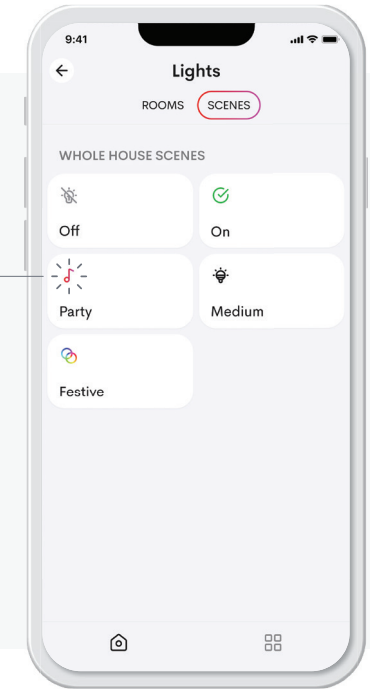 9:41
Lights
ROOMS SCENES
WHOLE HOUSE SCENES
Off On
Party Medium
Festive